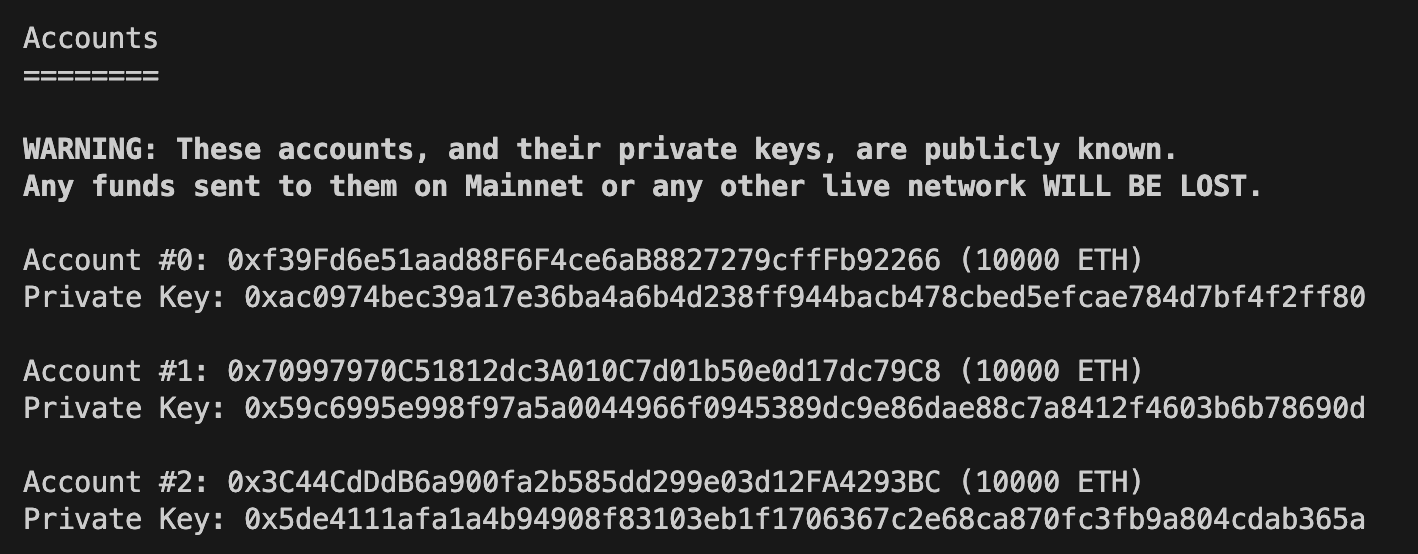 Accounts
========
WARNING: These accounts, and their private keys, are publicly known.
Any funds sent to them on Mainnet or any other live network WILL BE LOST.
Account #0: 0xf39Fd6e51aad88F6F4ce6aB8827279cffFb92266 (10000 ETH)
Private Key: 0xac0974bec39a17e36ba4a6b4d238ff944bacb478cbed5efcae784d7bf4f2ff80
Account #1: 0x70997970C51812dc3A010C7d01b50e0d17dc79C8 (10000 ETH)
Private Key: 0x59c6995e998f97a5a0044966f0945389dc9e86dae88c7a8412f4603b6b78690d
Account #2: 0x3C44CdDdB6a900fa2b585dd299e03d12FA4293BC (10000 ETH)
Private Key: 0x5de4111afa1a4b94908f83103eb1f1706367c2e68ca870fc3fb9a804cdab365a